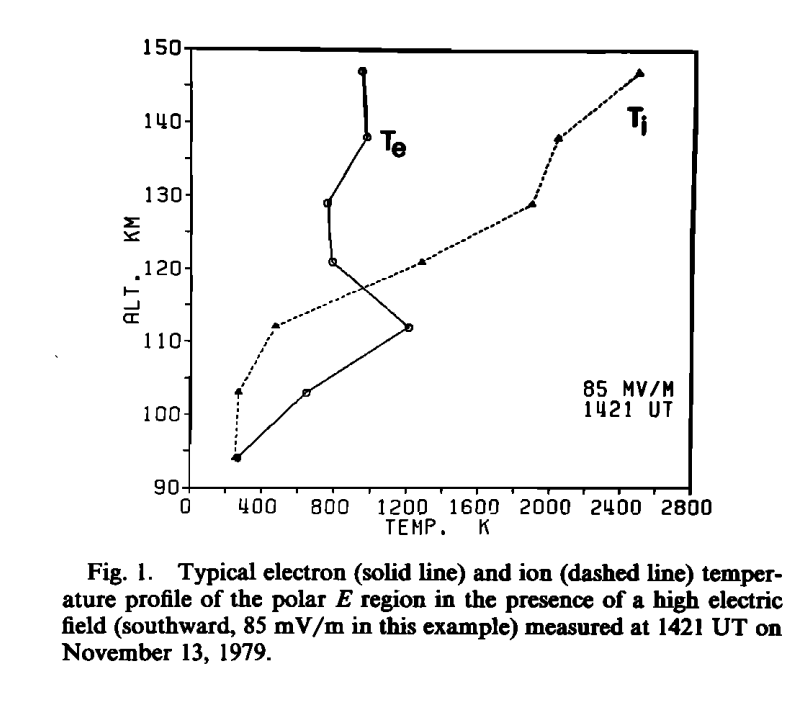 150
140
130
120
110
100
90
ALT. KM
Te
Ti
85 MV/M
1421 UT
0 400 800 1200 1600 2000 2400 2800
TEMP. K
Fig. 1. Typical electron (solid line) and ion (dashed line) temper-
ature profile of the polar E region in the presence of a high electric
field (southward, 85 mV/m in this example) measured at 1421 UT on
November 13, 1979.